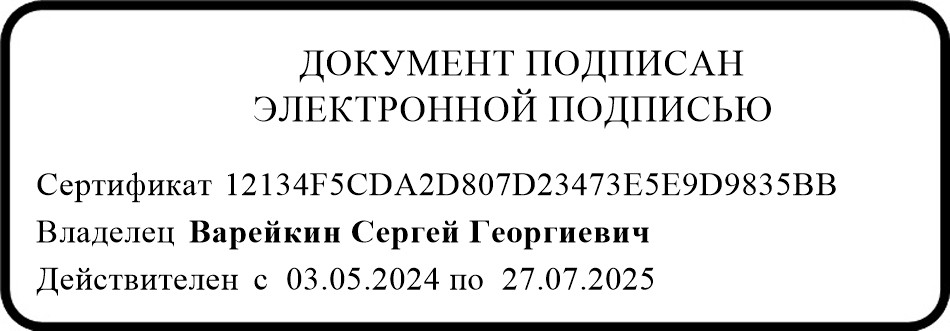 ДОКУМЕНТ ПОДПИСАН
ЭЛЕКТРОННОЙ ПОДПИСЬЮ
Сертификат 12134F5CDA2D807D23473E5E9D9835BB
Владелец Варейкин Сергей Георгиевич
Действителен с 03.05.2024 по 27.07.2025